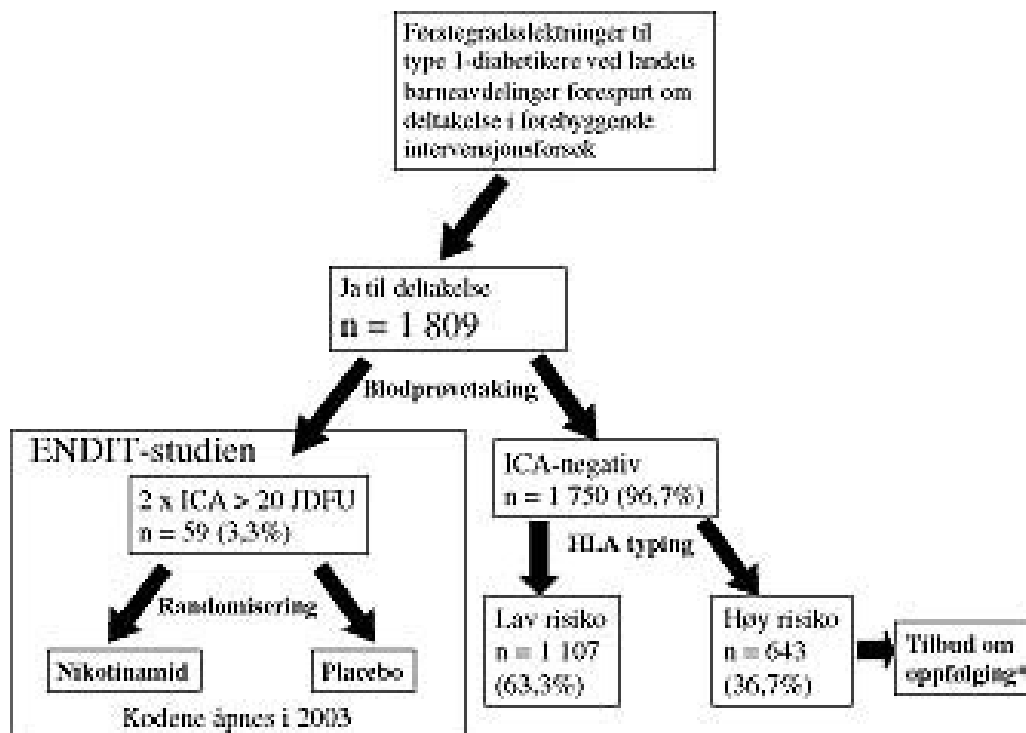 Førstegradsslektninger til
type 1-diabetikere ved landets
barneavdelinger forespurt om
deltakelse i forebyggende
intervensjonsforsøk
Ja til deltakelse
n = 1 809
Blodprøvetaking
ENDIT-studien
2 x ICA > 20 JDFU
n = 59 (3,3%)
Randomisering
Nikotinamid
Placebo
Kodene åpnes i 2003
ICA-negativ
n = 1 750 (96,7%)
HLA typing
Lav risiko
n = 1 107
(63,3%)
Høy risiko
n = 643
(36,7%)
Tilbud om
oppfølging*